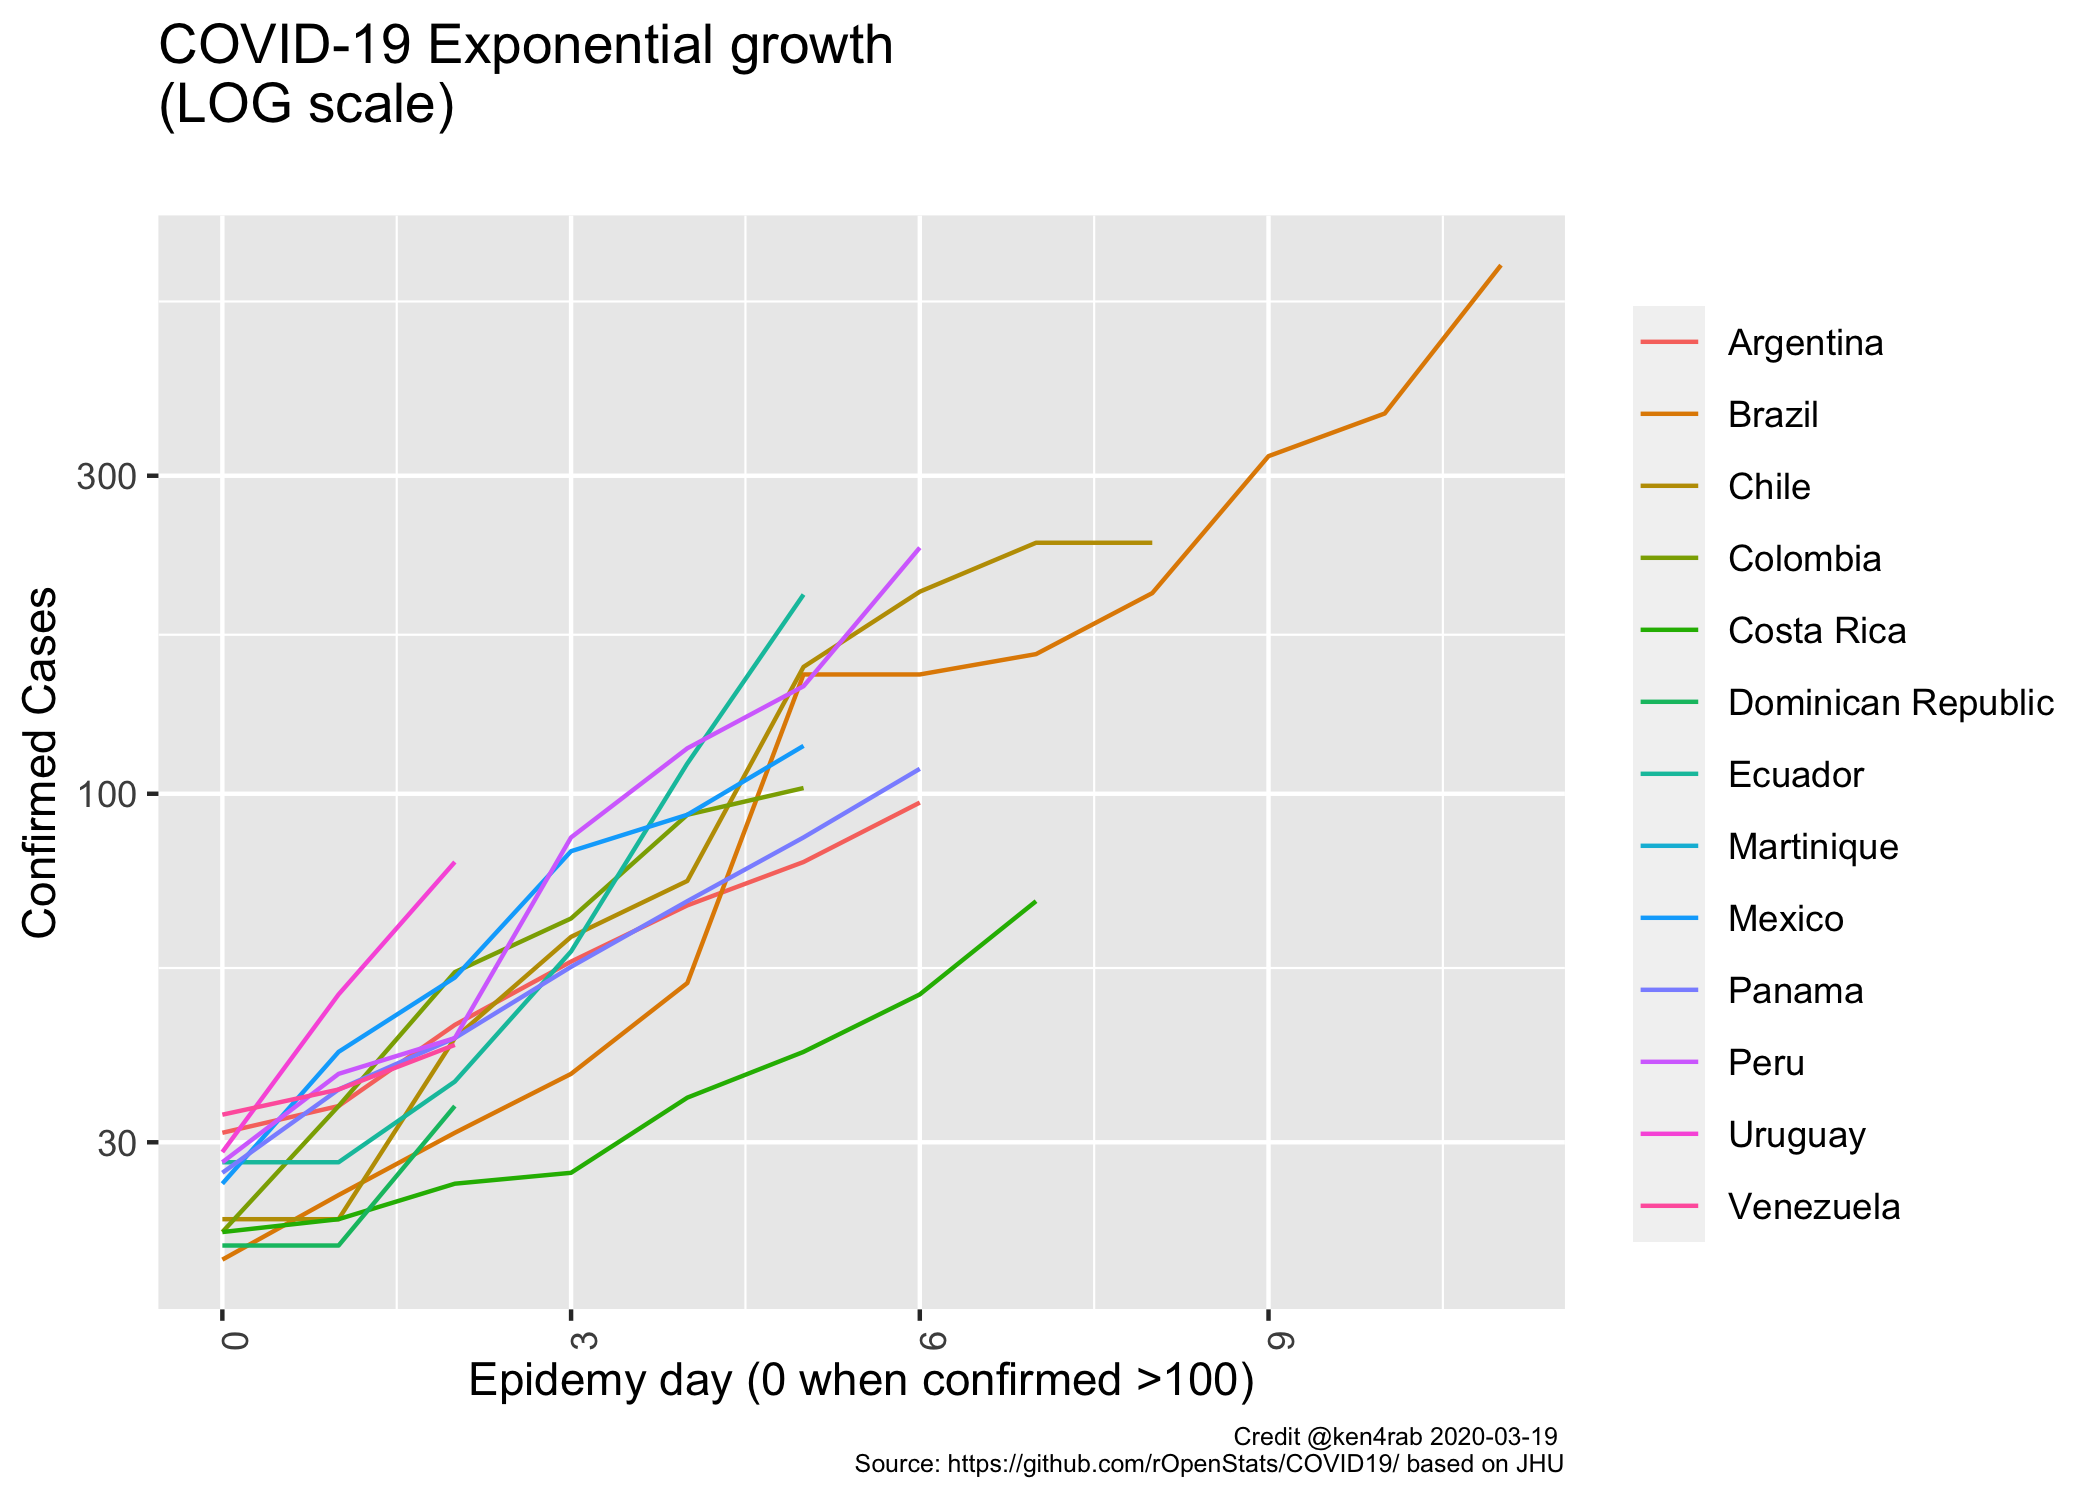 COVID-19 Exponential growth
(LOG scale)
Confirmed Cases
300
100
30
0
3
6
9
Epidemy day (0 when confirmed >100)
Argentina
Brazil
Chile
Colombia
Costa Rica
Dominican Republic
Ecuador
Martinique
Mexico
Panama
Peru
Uruguay
Venezuela
Credit @ken4rab 2020-03-19
Source: https://github.com/rOpenStats/COVID19/ based on JHU